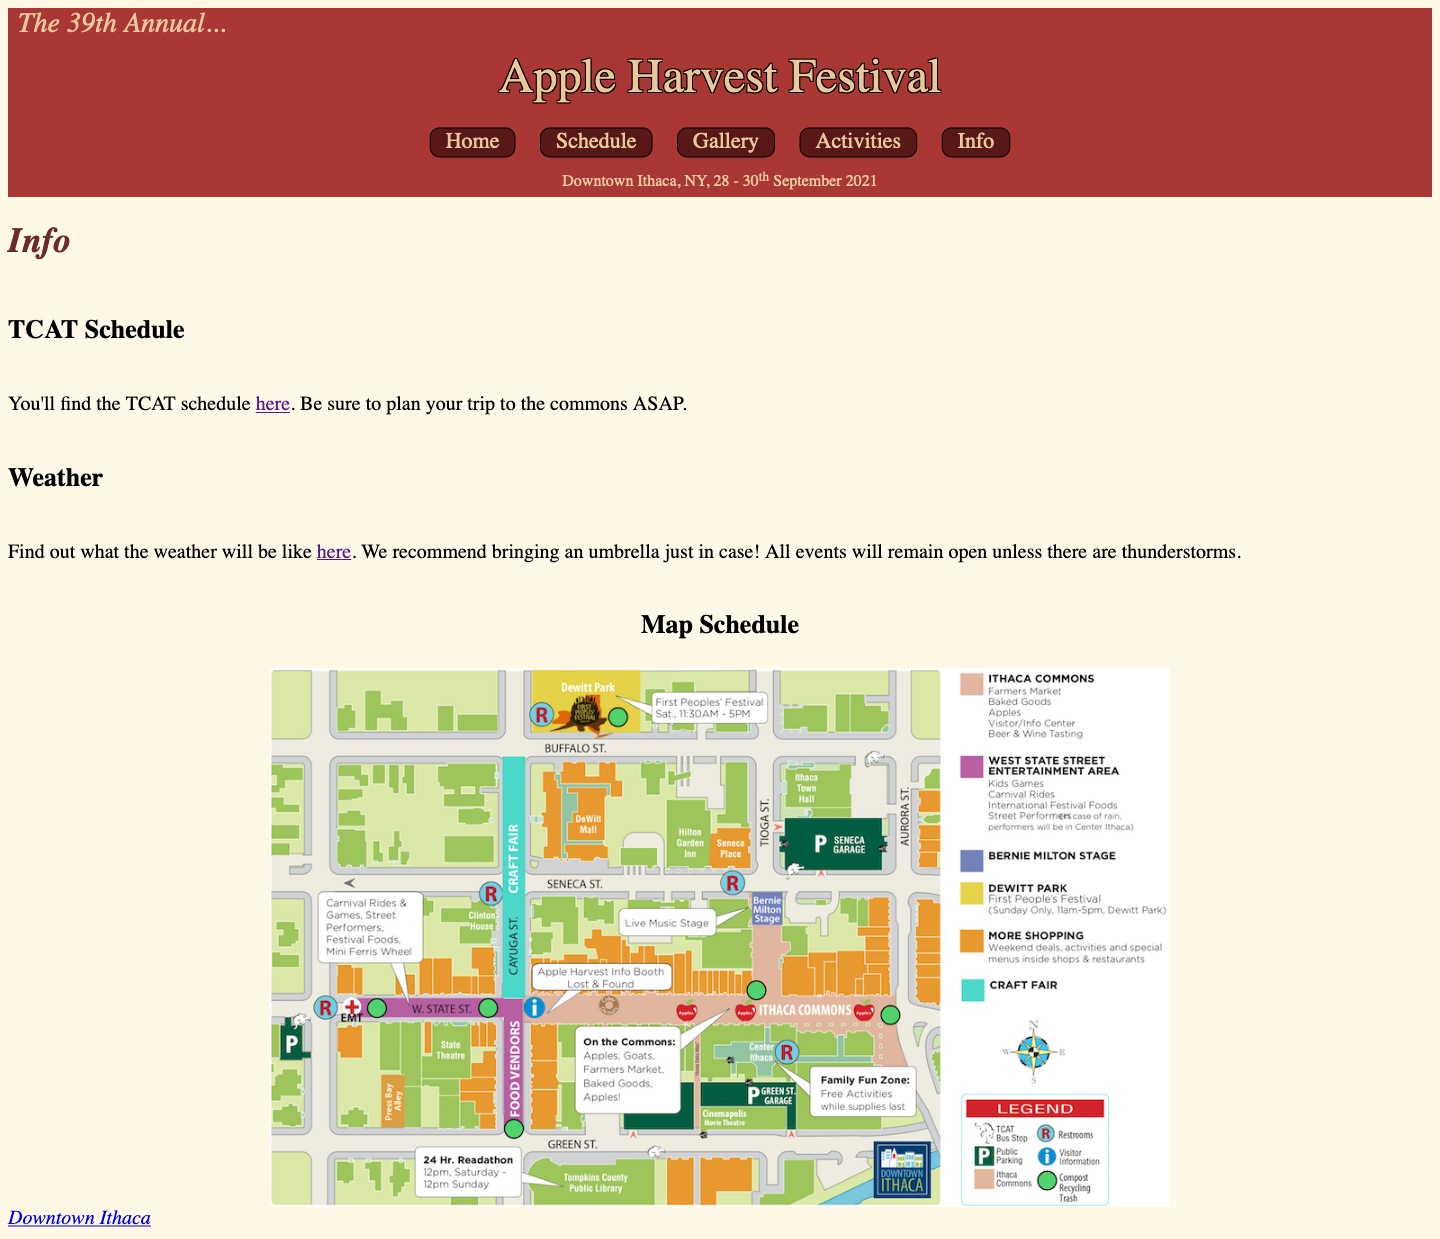 The 39th Annual...
Apple Harvest Festival
Home
Schedule
Gallery
Activities
Info
Downtown Ithaca, NY, 28 - 30th September 2021
Info
TCAT Schedule
You'll find the TCAT schedule here. Be sure to plan your trip to the commons ASAP.
Weather
Find out what the weather will be like here. We recommend bringing an umbrella just in case! All events will remain open unless there are thunderstorms.
Map Schedule
Dewitt Park
R
FIRST
PEOPLES'
FESTIVAL
First Peoples' Festival
Sat., 11:30AM - 5PM
BUFFALO ST.
CRAFT FAIR
DeWitt
Mall
Hilton
Garden
Inn
Seneca
Place
TIOGA ST.
Ithaca
Town
Hall
P SENECA
GARAGE
AURORA ST.
SENECA ST.
R
R
Carnival Rides &
Games, Street
Performers,
Festival Foods,
Mini Ferris Wheel
Clinton
House
CAYUGA ST.
Live Music Stage
Bernie
Milton
Stage
Apple Harvest Info Booth
Lost & Found
R
EMT
W. STATE ST.
i
Apples
Apples
ITHACA COMMONS
Apples
P
State
Theatre
Press Bay
Alley
FOOD VENDORS
On the Commons:
Apples, Goats,
Farmers Market,
Baked Goods,
Apples!
Center
Ithaca
R
P GREEN ST.
GARAGE
Cinemapolis
Movie Theatre
Family Fun Zone:
Free Activities
while supplies last
GREEN ST.
24 Hr. Readathon
12pm, Saturday -
12pm Sunday
Tompkins County
Public Library
DOWNTOWN
ITHACA
ITHACA COMMONS
Farmers Market
Baked Goods
Apples
Visitor/Info Center
Beer & Wine Tasting
WEST STATE STREET
ENTERTAINMENT AREA
Kids Games
Carnival Rides
International Festival Foods
Street Performers (in case of rain,
performers will be in Center Ithaca)
BERNIE MILTON STAGE
DEWITT PARK
First People's Festival
(Sunday Only, 11am-5pm, Dewitt Park)
MORE SHOPPING
Weekend deals, activities and special
menus inside shops & restaurants
CRAFT FAIR
N
W
E
S
LEGEND
TCAT
Bus Stop
R Restrooms
P Public
Parking
i Visitor
Information
Ithaca
Commons
Compost
Recycling
Trash
Downtown Ithaca